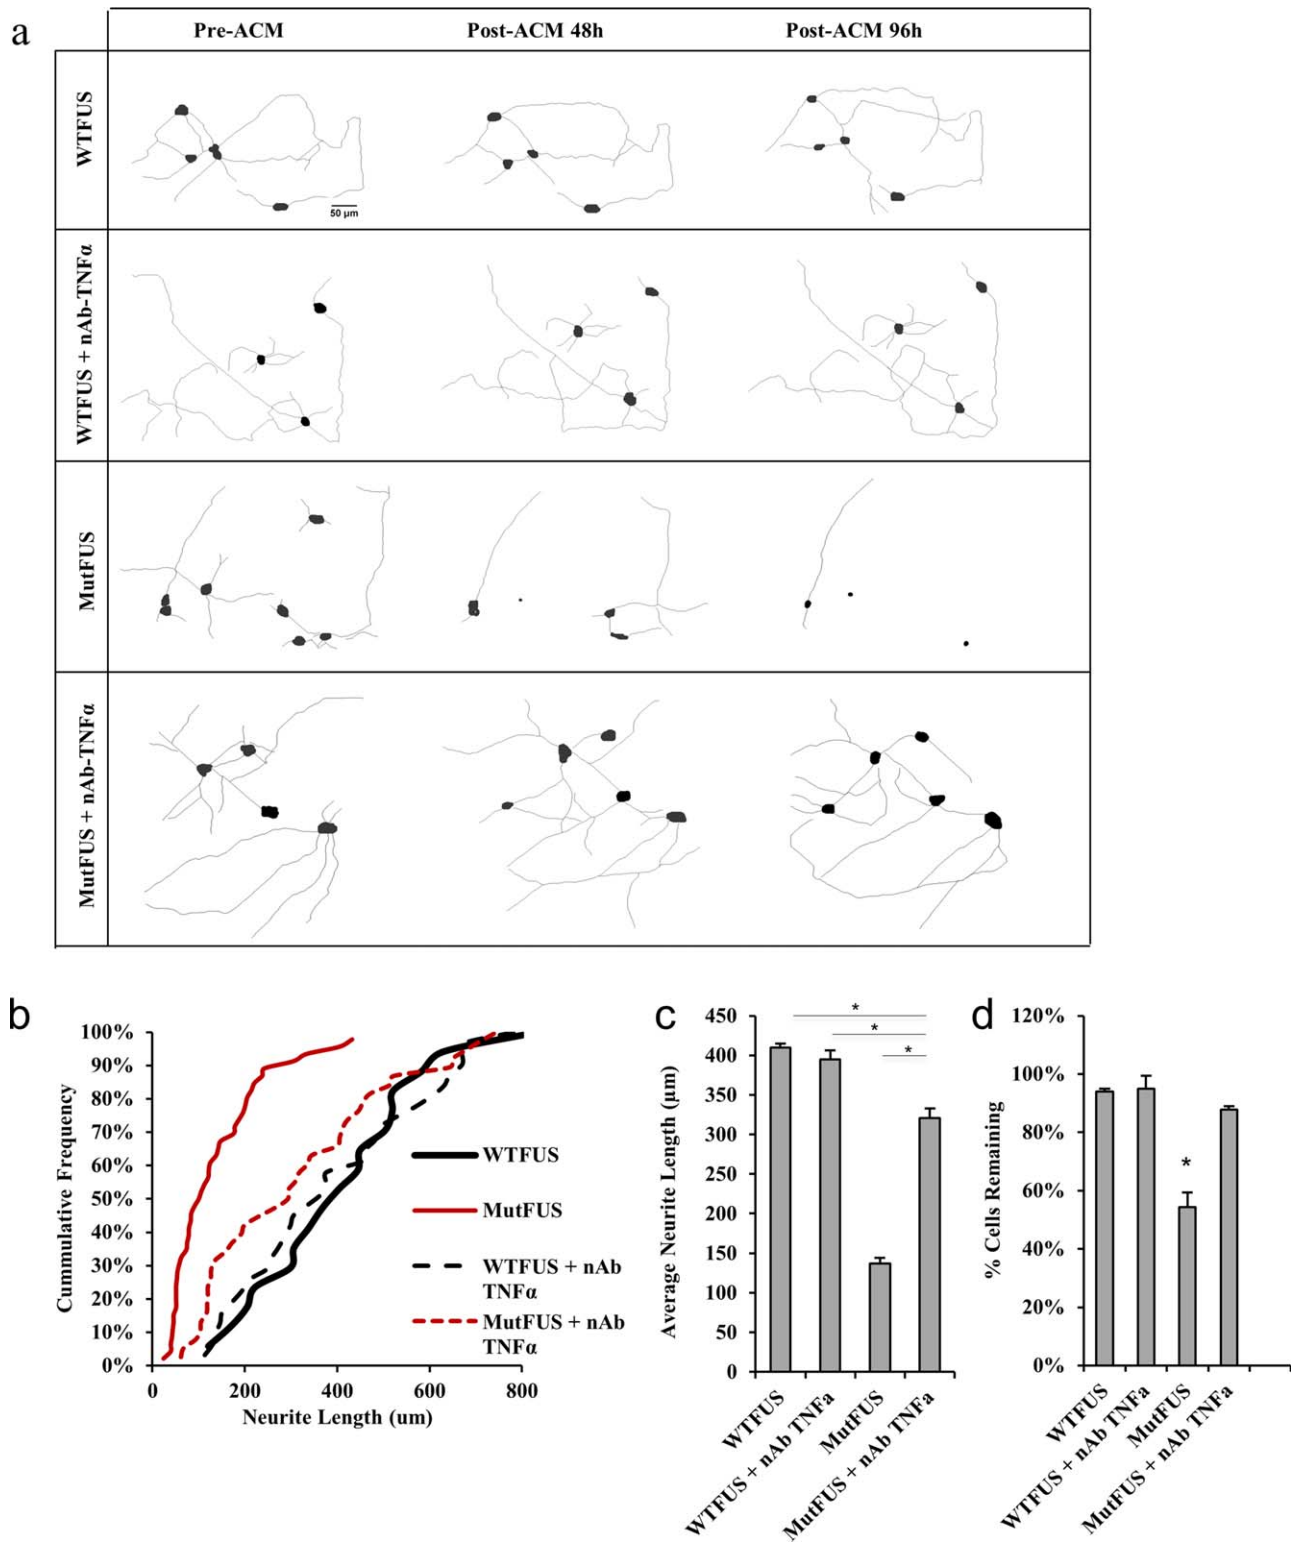 a
Pre-ACM Post-ACM 48h Post-ACM 96h
WTFUS
50 µm
WTFUS + nAb-TNFα
MutFUS
MutFUS + nAb-TNFα
b
Cummulative Frequency
100%
90%
80%
70%
60%
50%
40%
30%
20%
10%
0%
0 200 400 600 800
Neurite Length (um)
WTFUS
MutFUS
WTFUS + nAb
TNFα
MutFUS + nAb
TNFα
c
Average Neurite Length (µm)
450
400
350
300
250
200
150
100
50
0
*
*
*
WTFUS
WTFUS + nAb TNFa
MutFUS
MutFUS + nAb TNFα
d
% Cells Remaining
120%
100%
80%
60%
40%
20%
0%
*
WTFUS
WTFUS + nAb TNFa
MutFUS
MutFUS + nAb TNFα